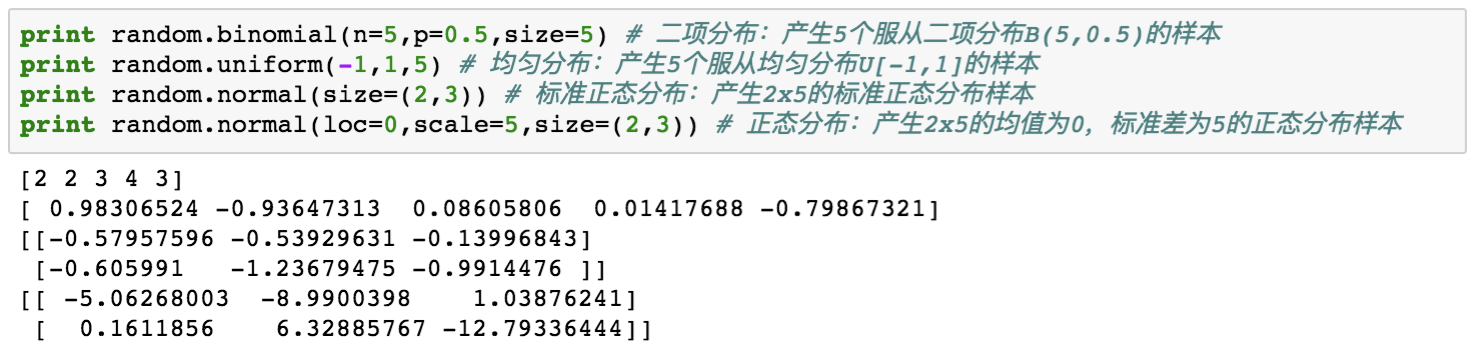 print random.binomial(n=5,p=0.5,size=5) # 二项分布：产生5个服从二项分布B(5,0.5)的样本
print random.uniform(-1,1,5) # 均匀分布：产生5个服从均匀分布U[-1,1]的样本
print random.normal(size=(2,3)) # 标准正态分布：产生2x5的标准正态分布样本
print random.normal(loc=0,scale=5,size=(2,3)) # 正态分布：产生2x5的均值为0，标准差为5的正态分布样本
[2 2 3 4 3]
[ 0.98306524 -0.93647313  0.08605806  0.01417688 -0.79867321]
[[-0.57957596 -0.53929631 -0.13996843]
 [-0.605991   -1.23679475 -0.9914476 ]]
[[ -5.06268003  -8.9900398    1.03876241]
 [  0.1611856    6.32885767 -12.79336444]]